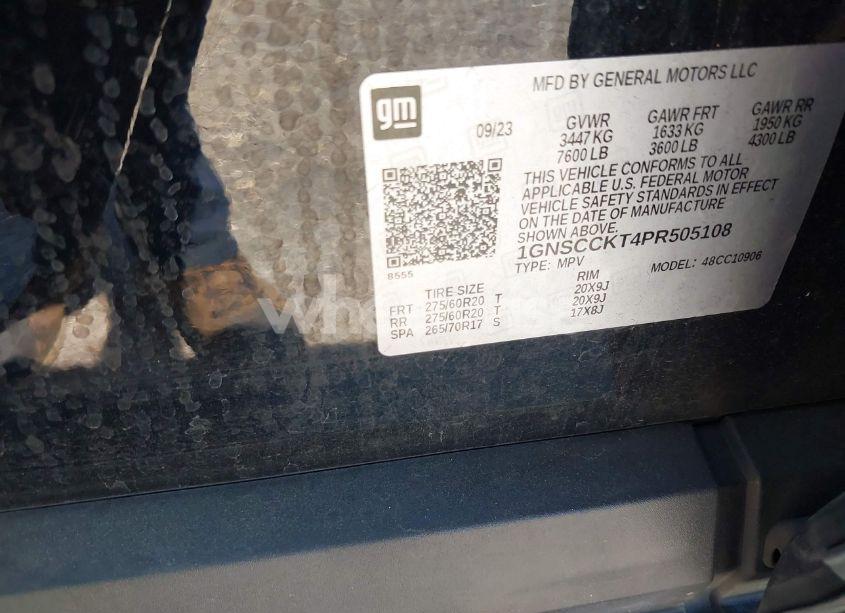 gm
MFD BY GENERAL MOTORS LLC
09/23
GVWR GAWR FRT GAWR RR
3447 KG 1633 KG 1950 KG
7600 LB 3600 LB 4300 LB
THIS VEHICLE CONFORMS TO ALL
APPLICABLE U.S. FEDERAL MOTOR
VEHICLE SAFETY STANDARDS IN EFFECT
ON THE DATE OF MANUFACTURE
SHOWN ABOVE.
1GNSCCKT4PR505108
TYPE: MPV MODEL: 48CC10906
8555
TIRE SIZE RIM
FRT 275/60R20 T 20X9J
RR 275/60R20 T 20X9J
SPA 265/70R17 S 17X8J